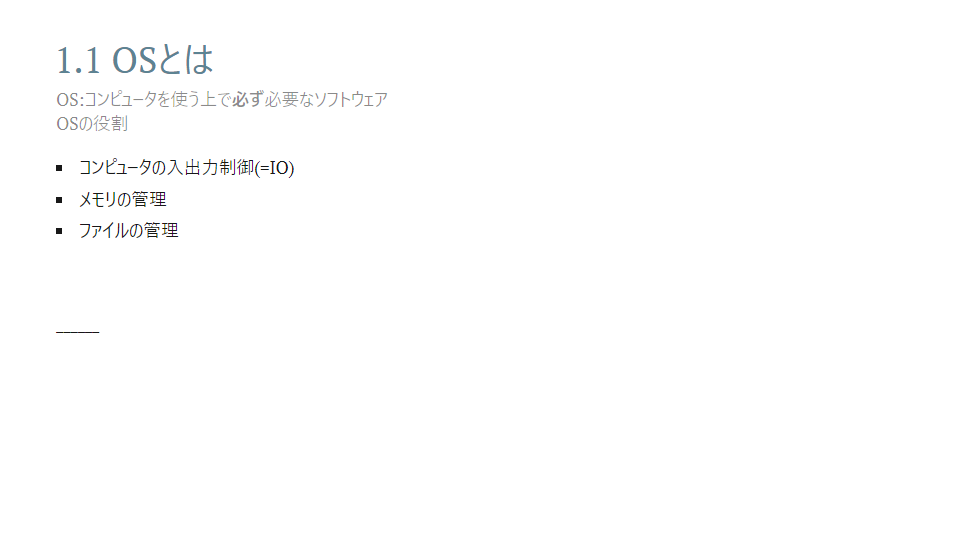 1.1 OSとは
OS:コンピュータを使う上で必ず必要なソフトウェア
OSの役割
▪ コンピュータの入出力制御(=IO)
▪ メモリの管理
▪ ファイルの管理
______